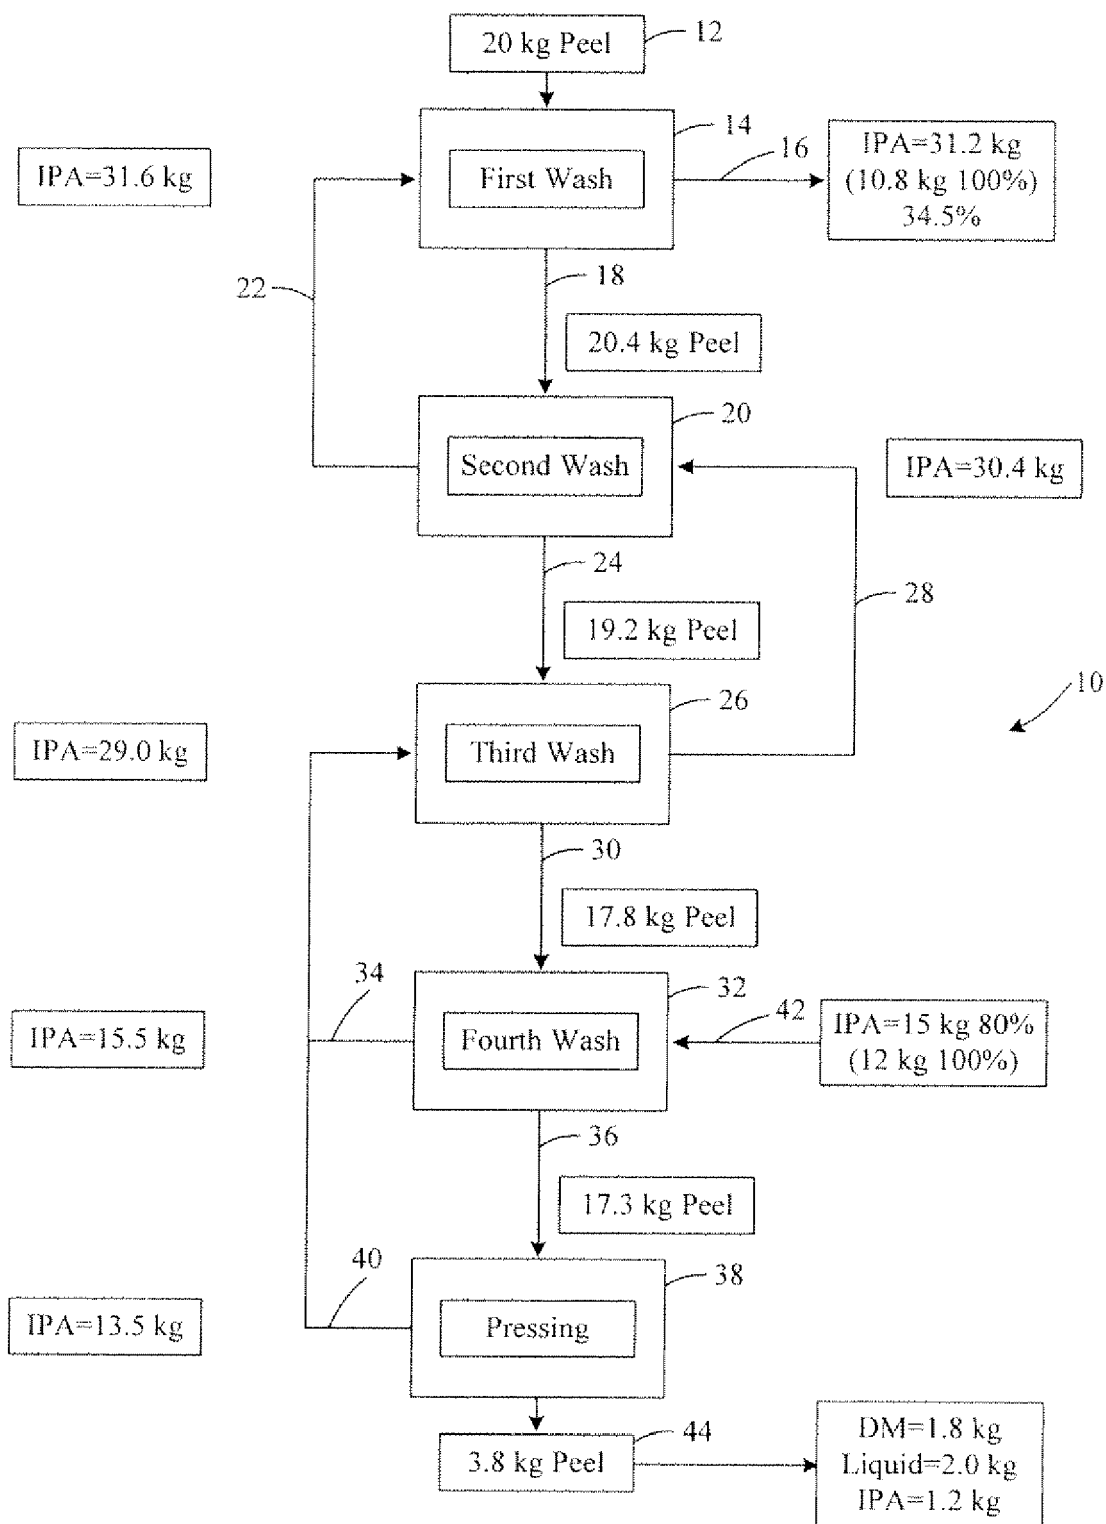 20 kg Peel
12
14
16
IPA=31.2 kg
(10.8 kg 100%)
34.5%
IPA=31.6 kg
First Wash
18
22
20.4 kg Peel
20
Second Wash
IPA=30.4 kg
24
28
19.2 kg Peel
10
26
IPA=29.0 kg
Third Wash
30
17.8 kg Peel
34
32
42
IPA=15 kg 80%
(12 kg 100%)
IPA=15.5 kg
Fourth Wash
36
17.3 kg Peel
40
38
IPA=13.5 kg
Pressing
44
3.8 kg Peel
DM=1.8 kg
Liquid=2.0 kg
IPA=1.2 kg